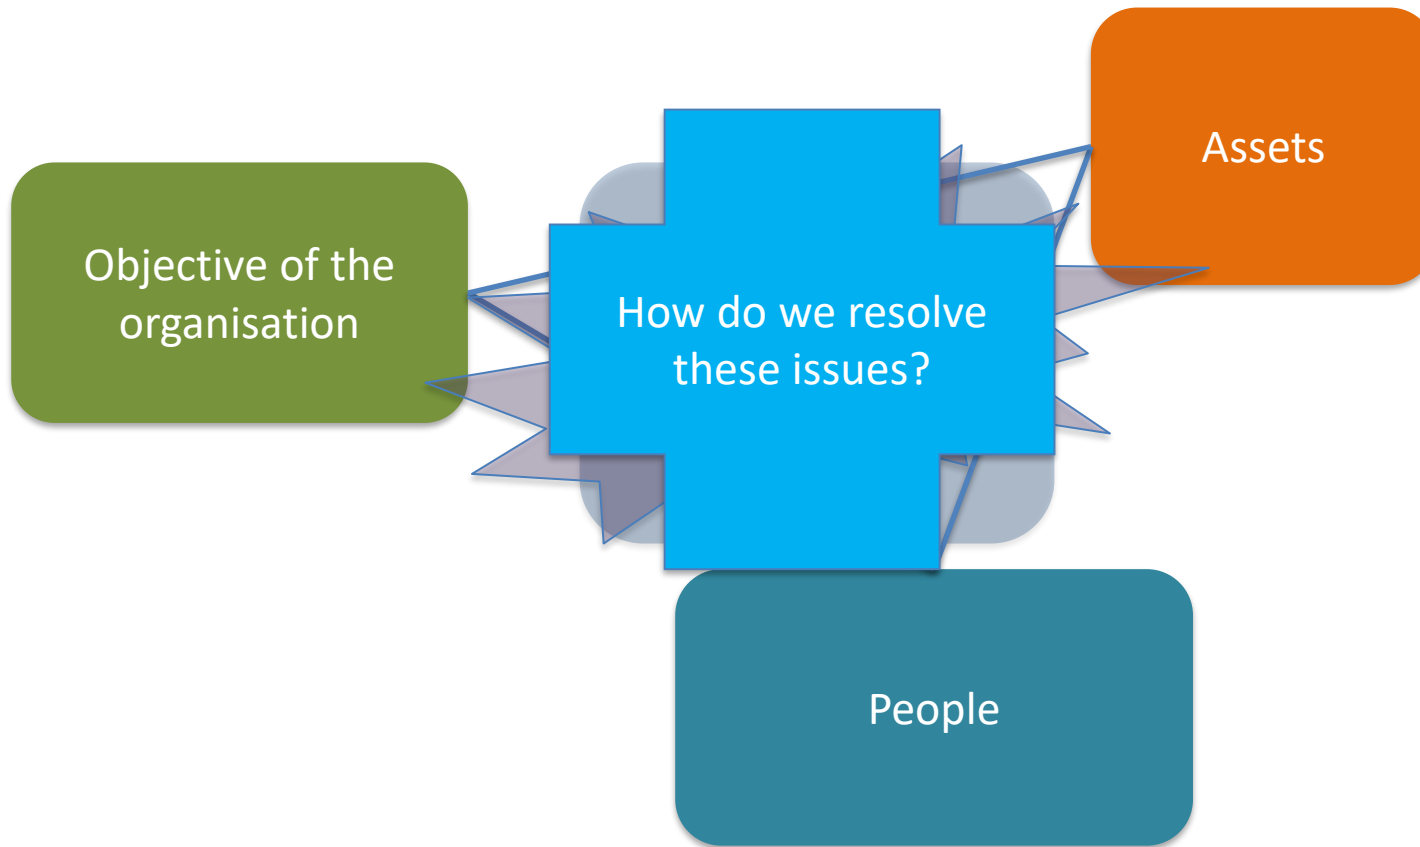 Assets
Objective of the
organisation
How do we resolve
these issues?
People